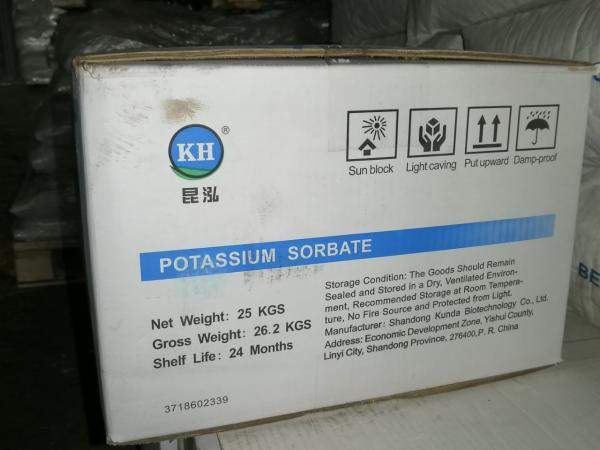 KH
®
昆泓
Sun block
Light caving
Put upward
Damp-proof
POTASSIUM SORBATE
Net Weight: 25 KGS
Gross Weight: 26.2 KGS
Shelf Life: 24 Months
Storage Condition: The Goods Should Remain
Sealed and Stored in a Dry, Ventilated Environ-
ment, Recommended Storage at Room Tempera-
ture, No Fire Source and Protected from Light.
Manufacturer: Shandong Kunda Biotechnology Co., Ltd.
Address: Economic Development Zone, Yishui County,
Linyi City, Shandong Province, 276400, P. R. China
3718602339
BE